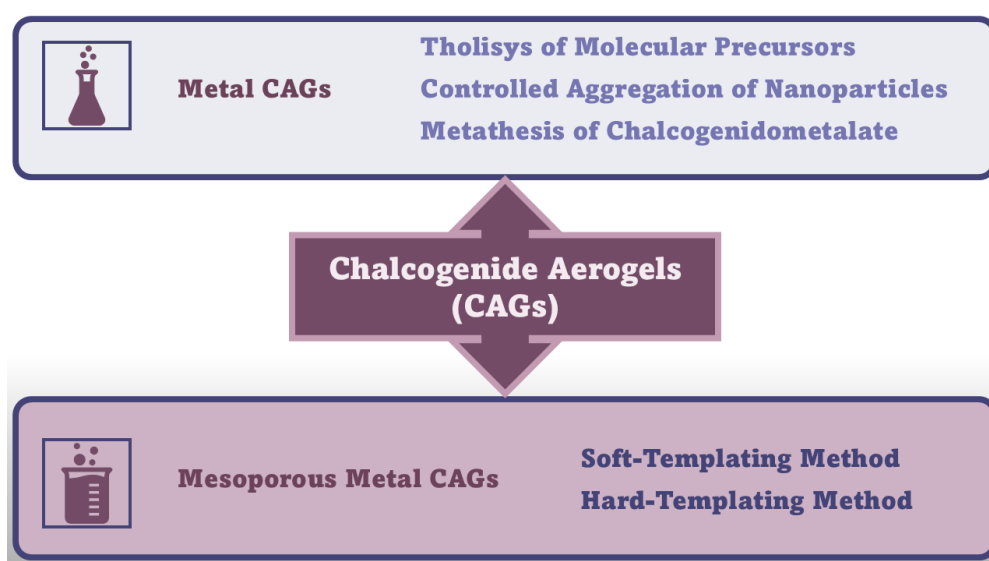 Metal CAGs
Tholisys of Molecular Precursors
Controlled Aggregation of Nanoparticles
Metathesis of Chalcogenidometalate
Chalcogenide Aerogels
(CAGs)
Mesoporous Metal CAGs
Soft-Templating Method
Hard-Templating Method